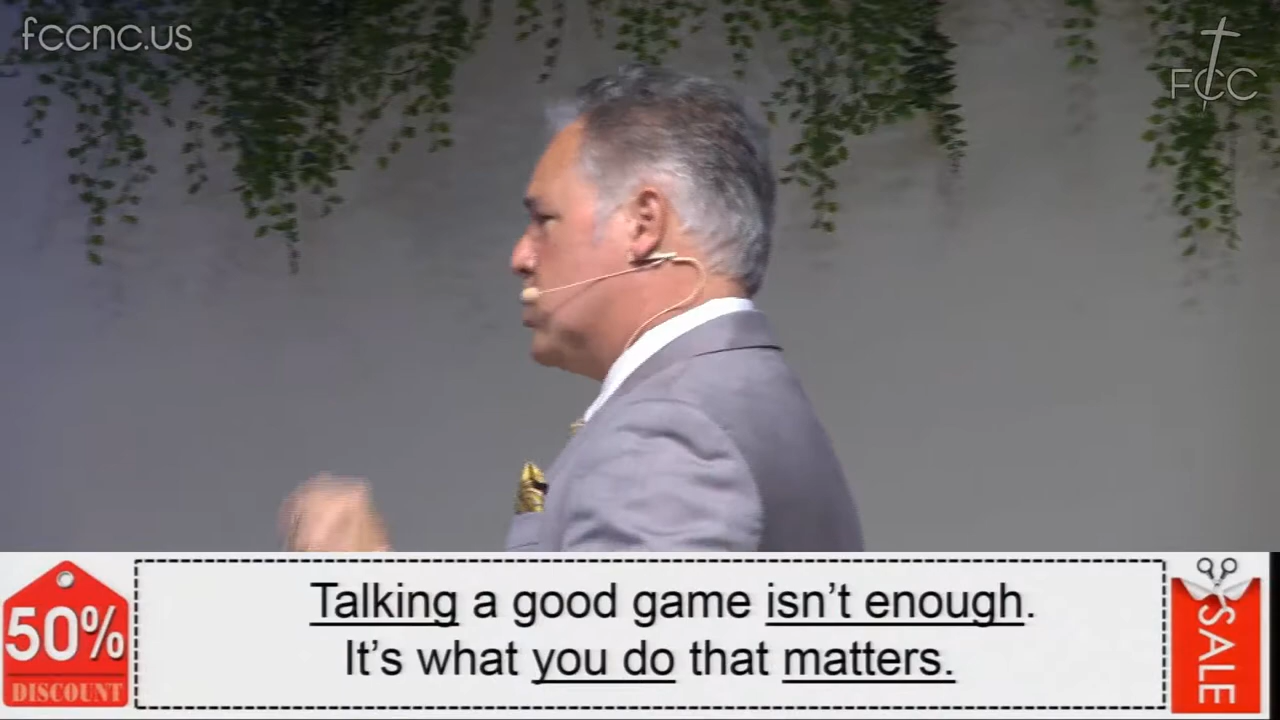 fccnc.us
FCC
Talking a good game isn't enough.
It's what you do that matters.
50%
DISCOUNT
SALE